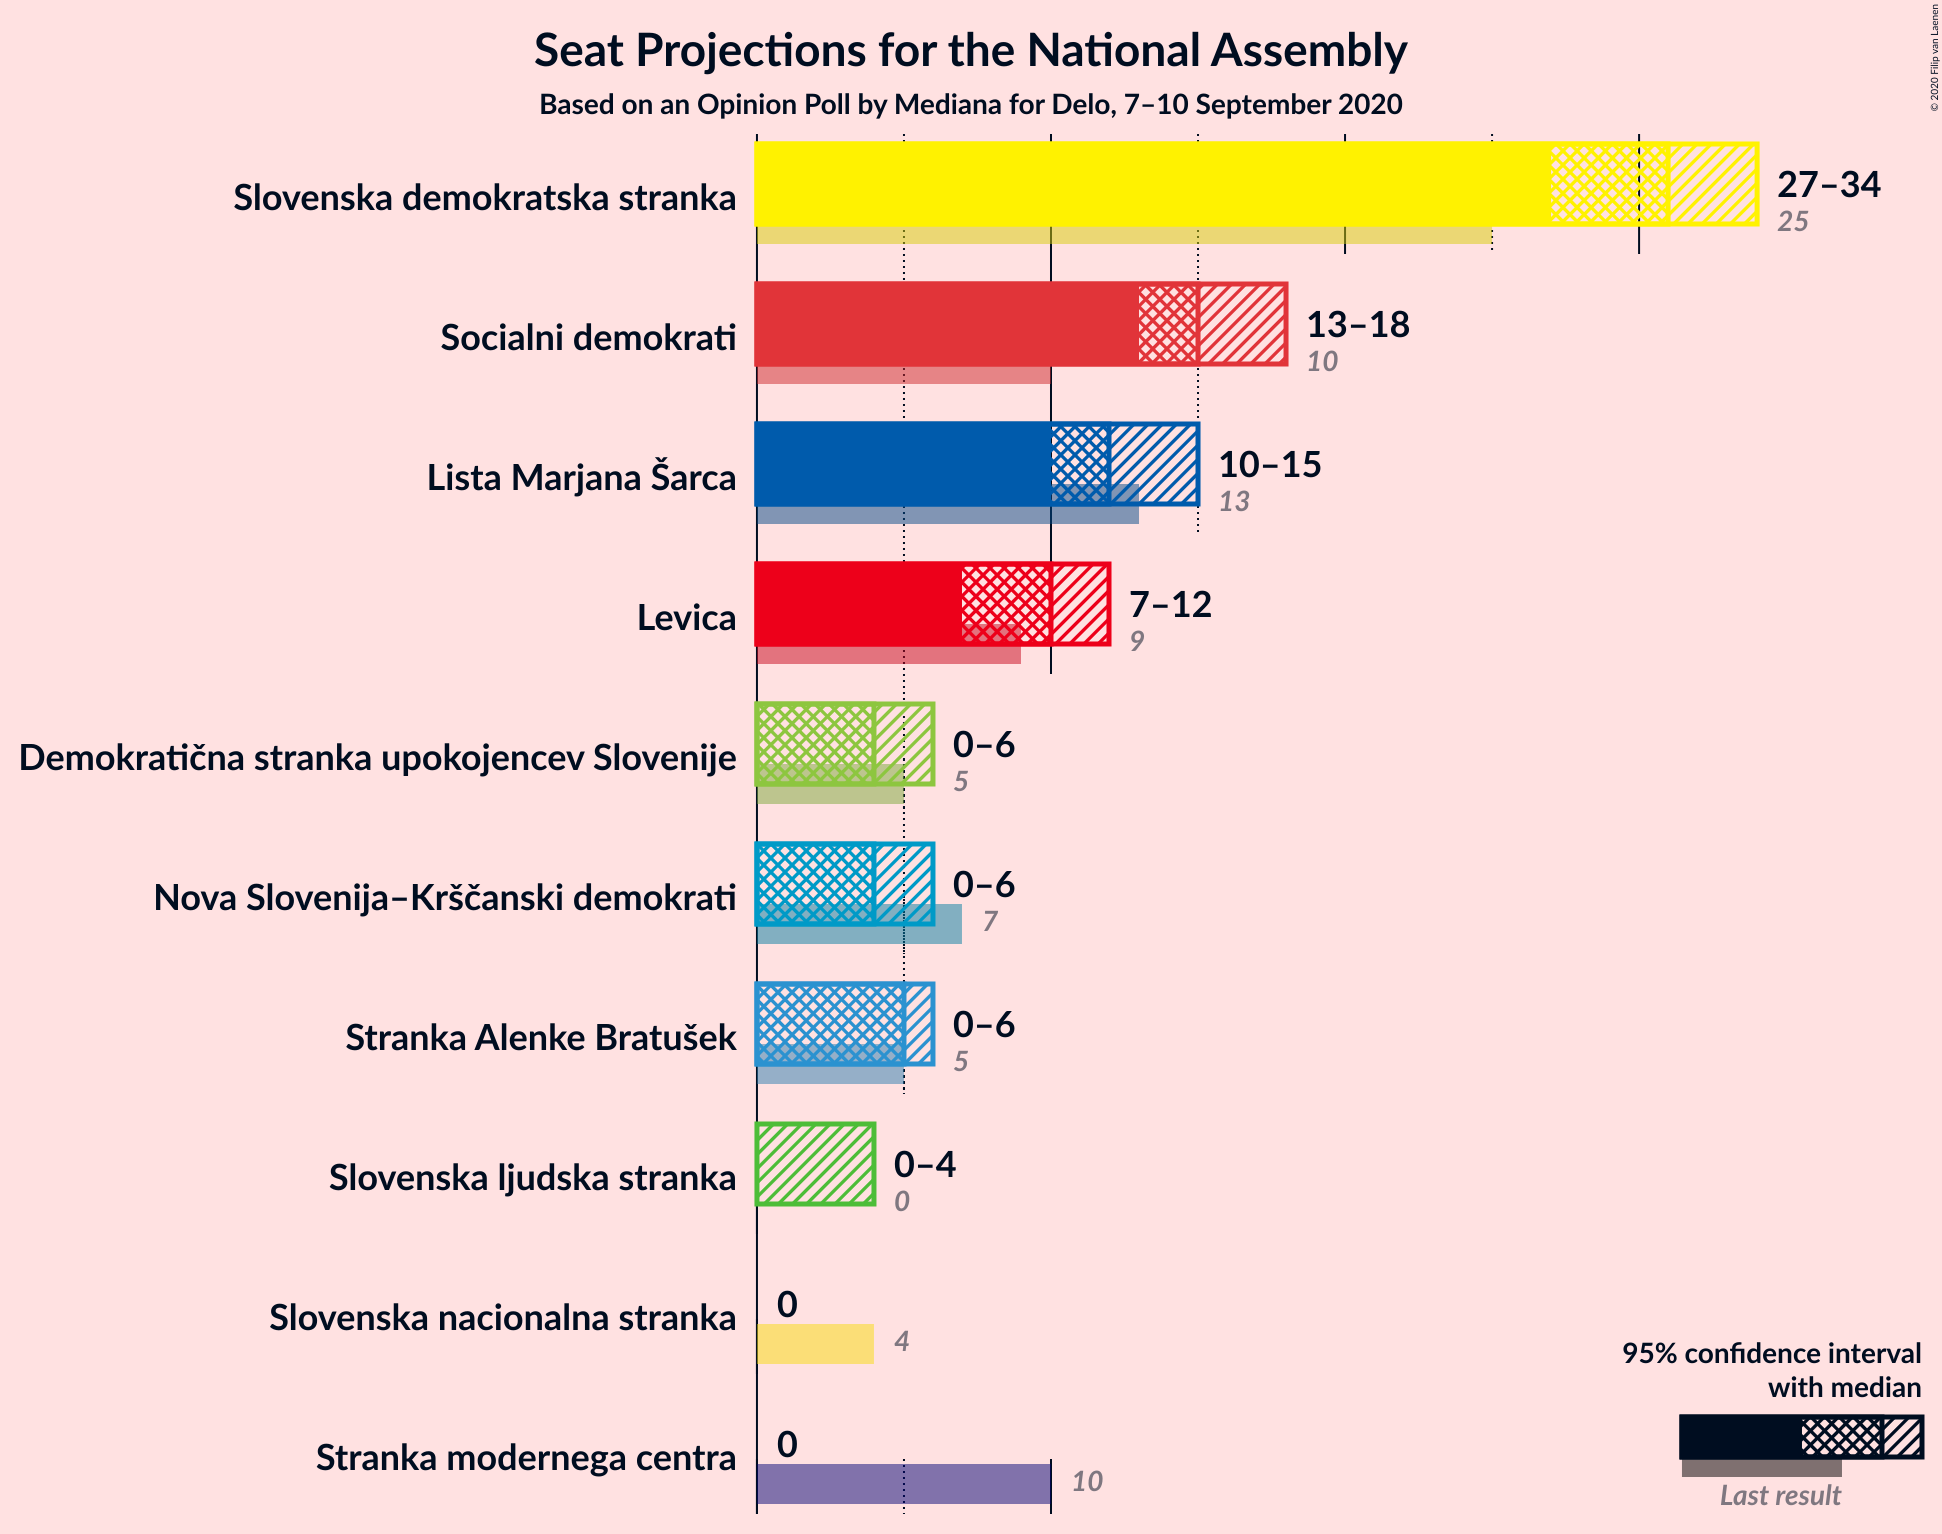 Seat Projections for the National Assembly
Based on an Opinion Poll by Mediana for Delo, 7–10 September 2020
© 2020 Filip van Laenen
Slovenska demokratska stranka
27–34
25
Socialni demokrati
13–18
10
Lista Marjana Šarca
10–15
13
Levica
7–12
9
Demokratična stranka upokojencev Slovenije
0–6
5
Nova Slovenija–Krščanski demokrati
0–6
7
Stranka Alenke Bratušek
0–6
5
Slovenska ljudska stranka
0–4
0
Slovenska nacionalna stranka
0
4
Stranka modernega centra
0
10
95% confidence interval
with median
Last result